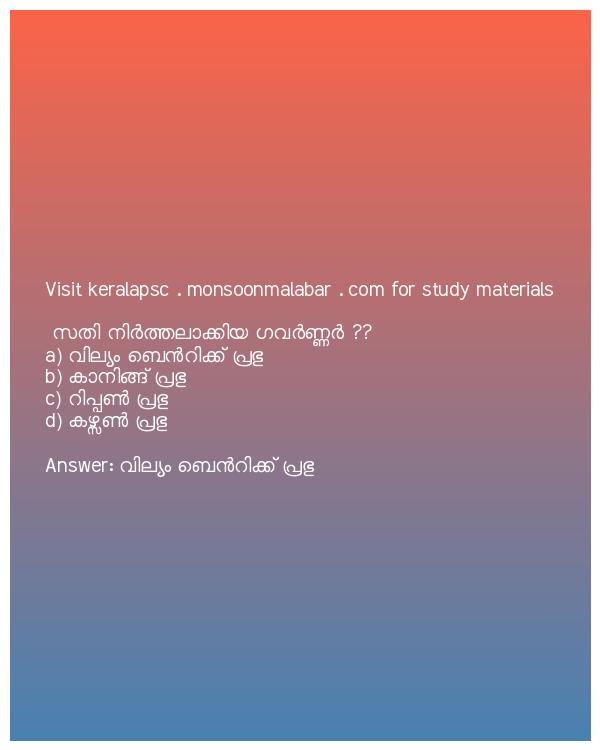 Visit keralapsc . monsoonmalabar . com for study materials
സതി നിർത്തലാക്കിയ ഗവർണ്ണർ ??
a) വില്യം ബെൻറിക്ക് പ്രഭു
b) കാനിങ്ങ് പ്രഭു
c) റിപ്പൺ പ്രഭു
d) കഴ്സൺ പ്രഭു
Answer: വില്യം ബെൻറിക്ക് പ്രഭു